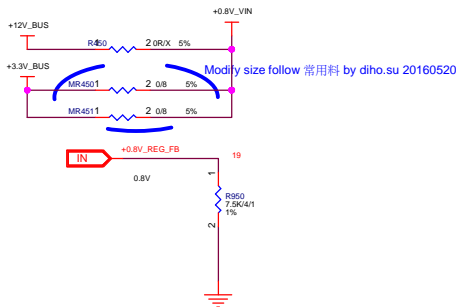 +0.8V_VIN
+12V_BUS
R450 1 2 0R/X 5%
+3.3V_BUS
Modify size follow 常用料 by diho.su 20160520
MR450 1 2 0/8 5%
MR451 1 2 0/8 5%
IN +0.8V_REG_FB 19
0.8V
1
R950
7.5K/4/1
1%
2